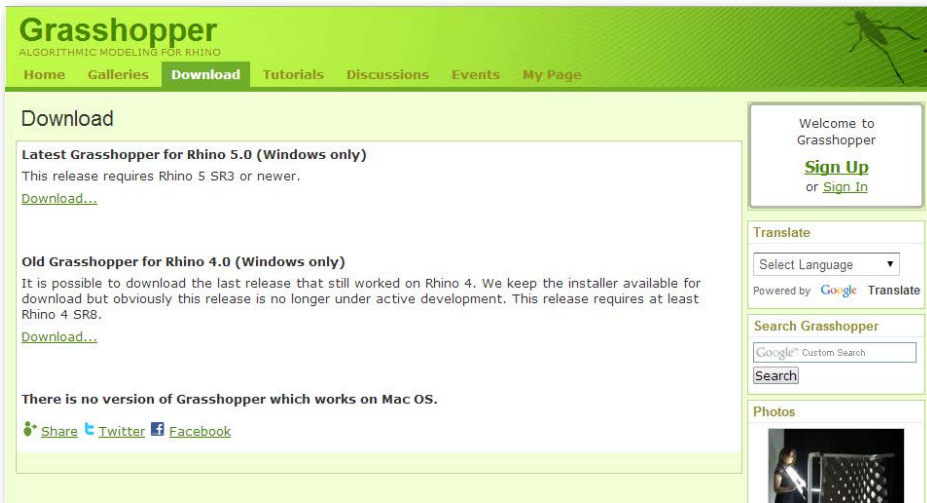 Grasshopper
ALGORITHMIC MODELING FOR RHINO
Home Galleries Download Tutorials Discussions Events My Page
Download
Latest Grasshopper for Rhino 5.0 (Windows only)
This release requires Rhino 5 SR3 or newer.
Download...
Old Grasshopper for Rhino 4.0 (Windows only)
It is possible to download the last release that still worked on Rhino 4. We keep the installer available for
download but obviously this release is no longer under active development. This release requires at least
Rhino 4 SR8.
Download...
There is no version of Grasshopper which works on Mac OS.
Share Twitter Facebook
Welcome to
Grasshopper
Sign Up
or Sign In
Translate
Select Language
Powered by Google Translate
Search Grasshopper
Google™ Custom Search
Search
Photos